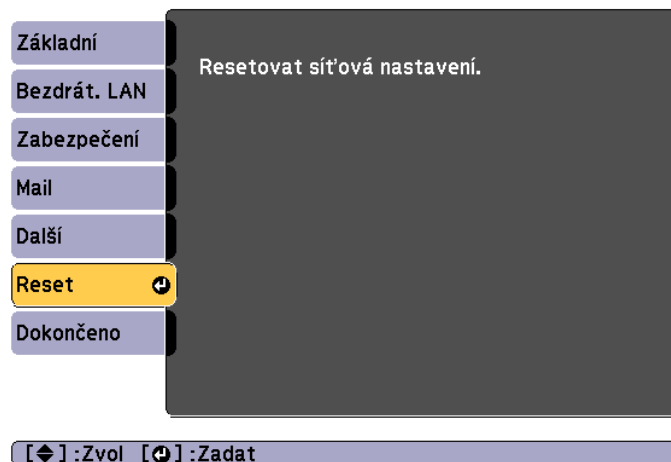 Základní
Bezdrát. LAN
Zabezpečení
Mail
Další
Reset
Dokončeno
Resetovat síťová nastavení.
[◆]:Zvol [↵]:Zadat